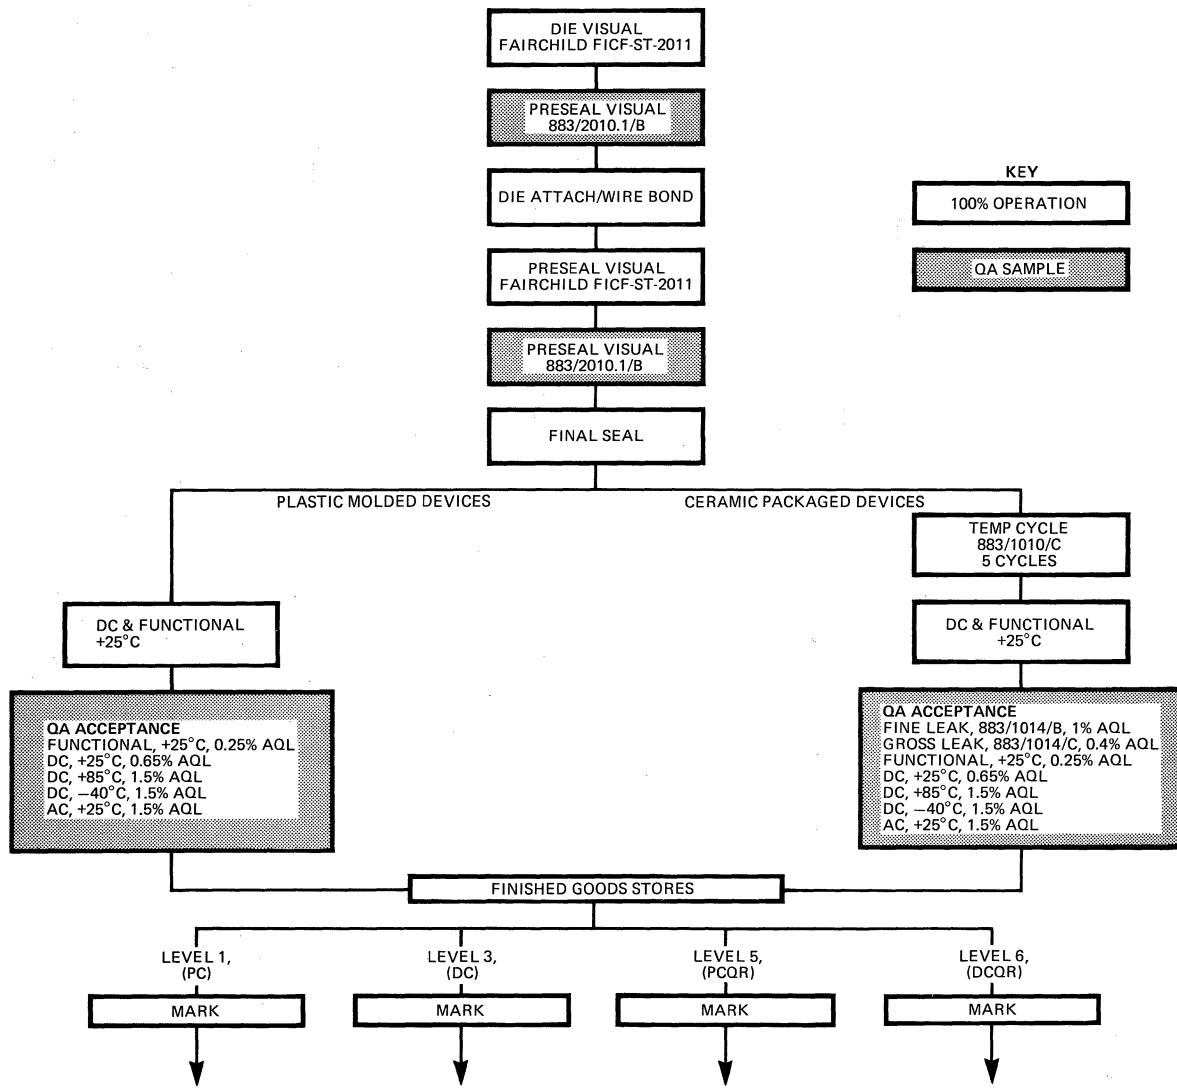 DIE VISUAL
FAIRCHILD FICF-ST-2011
PRESEAL VISUAL
883/2010.1/B
DIE ATTACH/WIRE BOND
PRESEAL VISUAL
FAIRCHILD FICF-ST-2011
PRESEAL VISUAL
883/2010.1/B
FINAL SEAL
KEY
100% OPERATION
QA SAMPLE
PLASTIC MOLDED DEVICES
CERAMIC PACKAGED DEVICES
TEMP CYCLE
883/1010/C
5 CYCLES
DC & FUNCTIONAL
+25°C
DC & FUNCTIONAL
+25°C
QA ACCEPTANCE
FUNCTIONAL, +25°C, 0.25% AQL
DC, +25°C, 0.65% AQL
DC, +85°C, 1.5% AQL
DC, −40°C, 1.5% AQL
AC, +25°C, 1.5% AQL
QA ACCEPTANCE
FINE LEAK, 883/1014/B, 1% AQL
GROSS LEAK, 883/1014/C, 0.4% AQL
FUNCTIONAL, +25°C, 0.25% AQL
DC, +25°C, 0.65% AQL
DC, +85°C, 1.5% AQL
DC, −40°C, 1.5% AQL
AC, +25°C, 1.5% AQL
FINISHED GOODS STORES
LEVEL 1,
(PC)
LEVEL 3,
(DC)
LEVEL 5,
(PCQR)
LEVEL 6,
(DCQR)
MARK
MARK
MARK
MARK